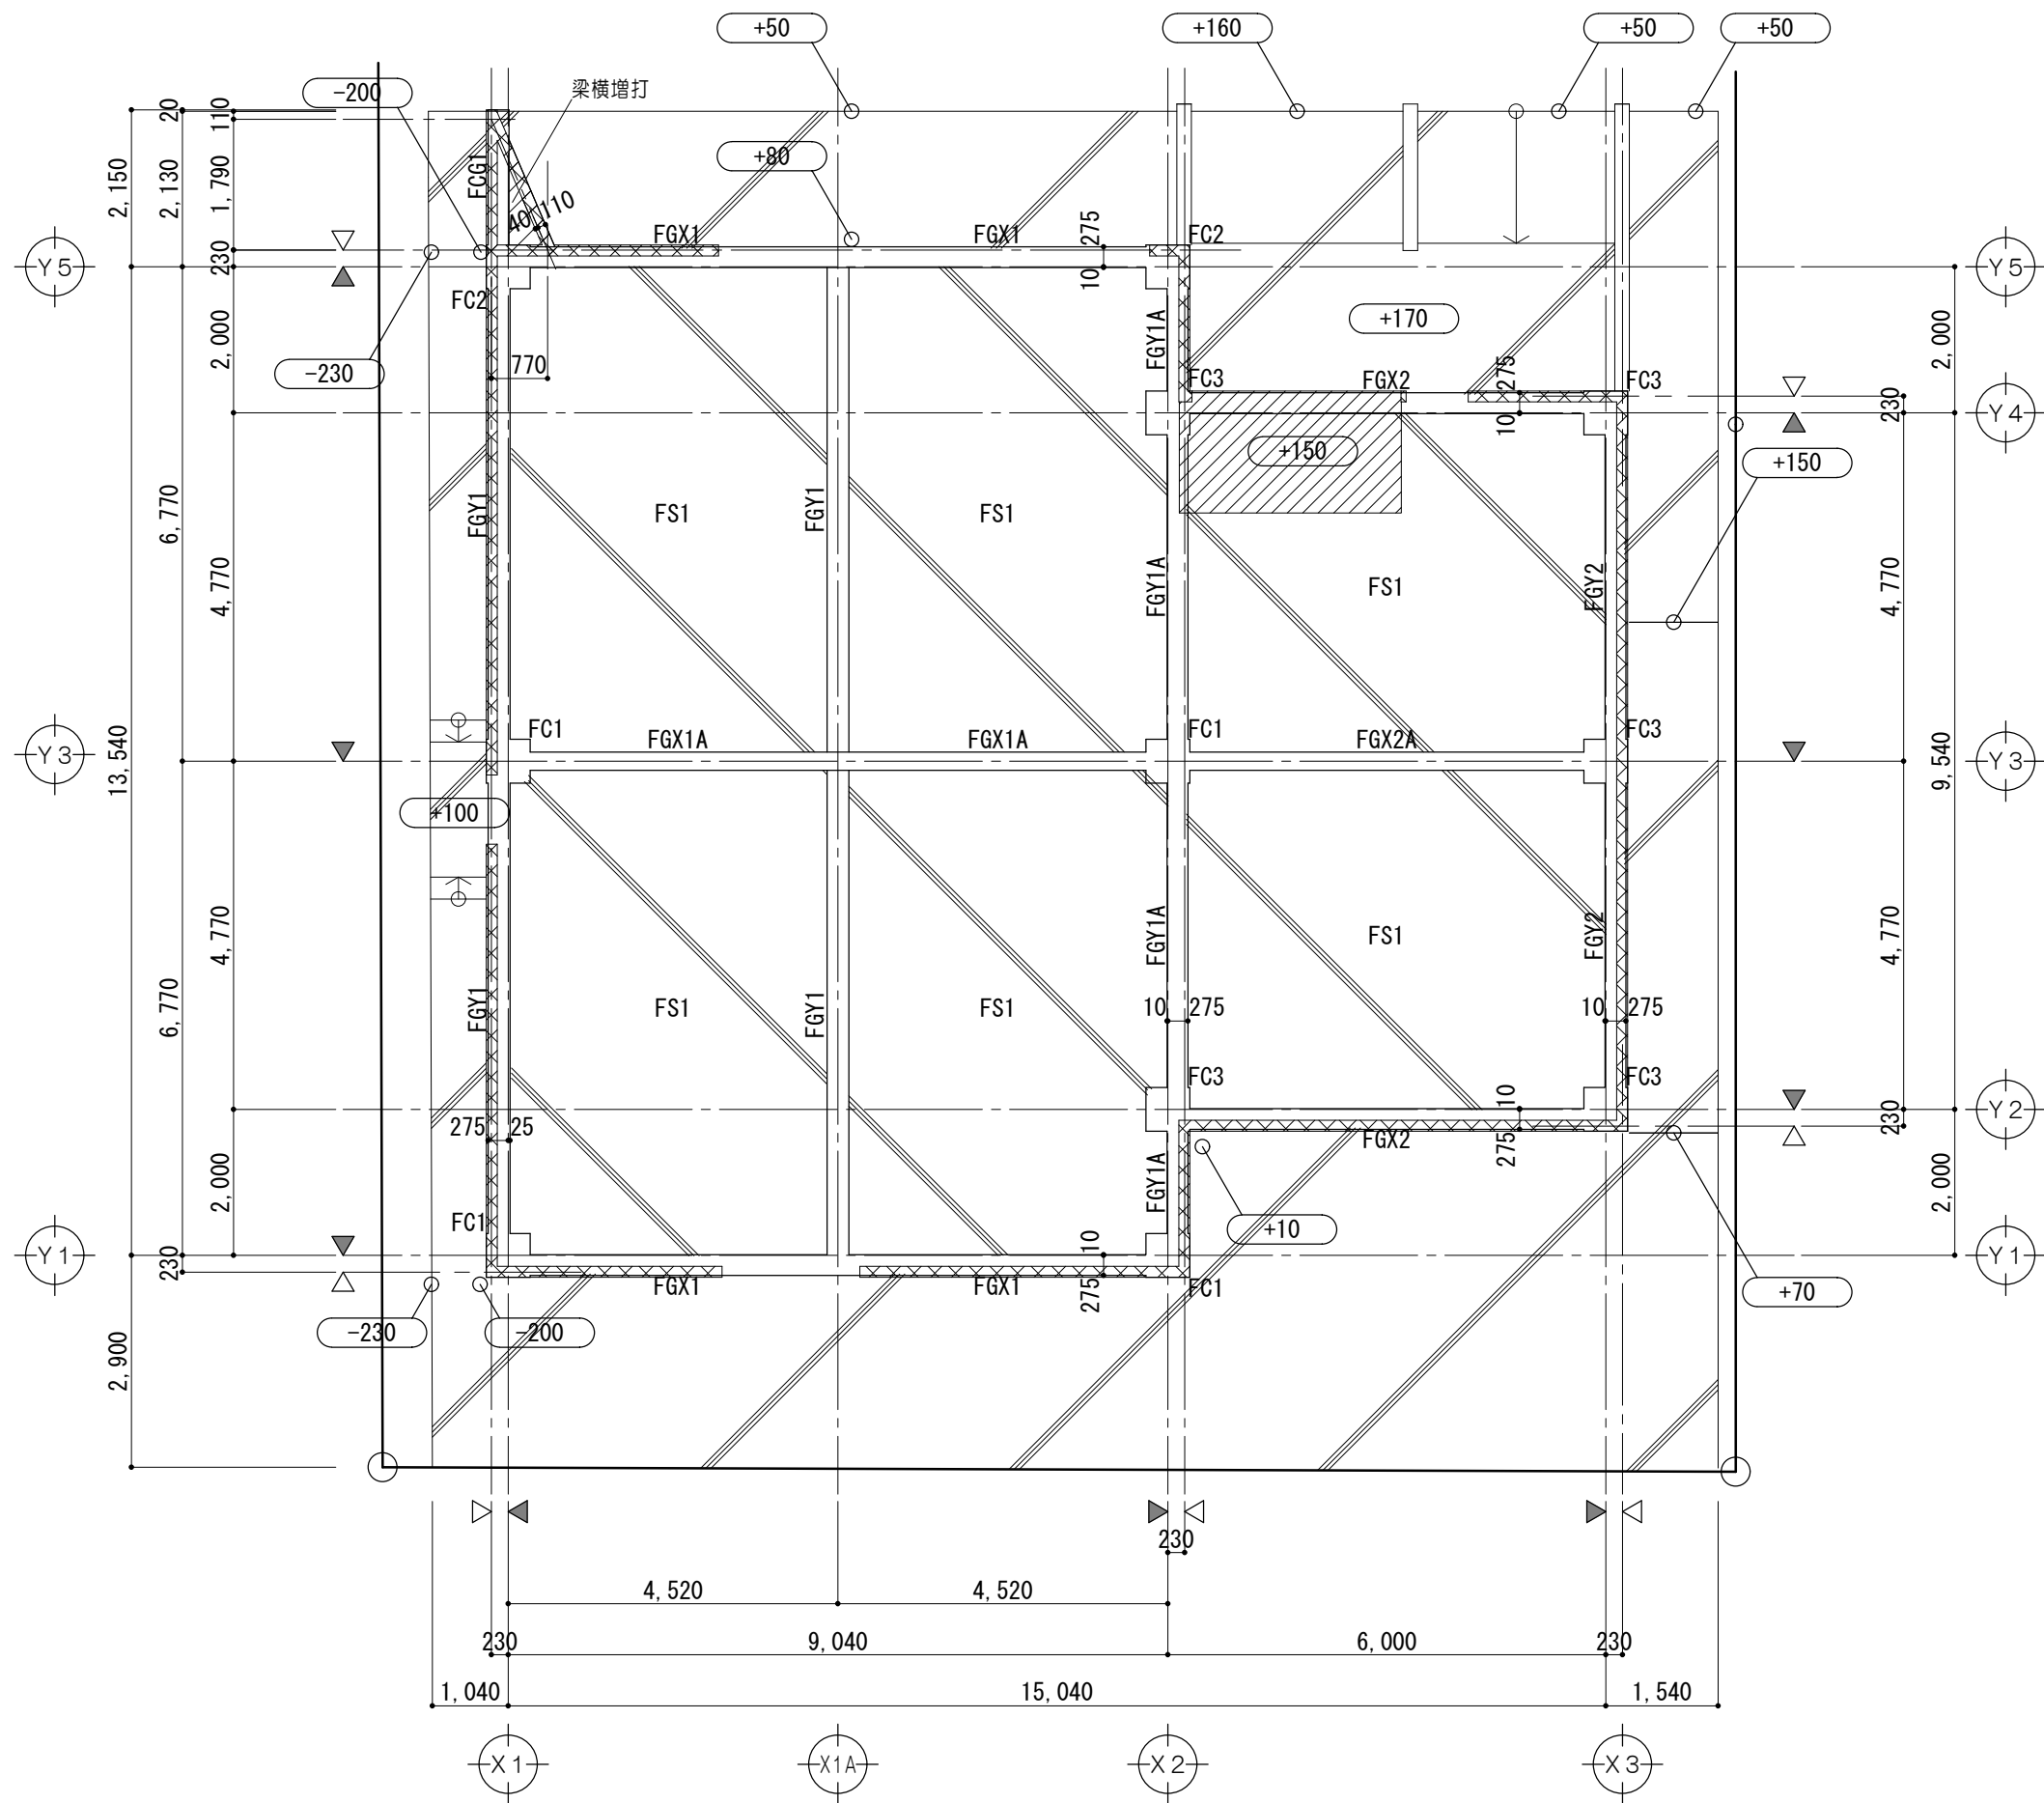 +50
+160
+50
+50
-200
梁横増打
20
110
+80
2,150
2,130
1,790
FCG1
40
110
FGX1
FGX1
275
FC2
Y5
230
10
Y5
FC2
+170
-230
770
2,000
FGY1A
2,000
FC3
FGX2
275
FC3
10
230
Y4
+150
+150
6,770
FGY1
FS1
FGY1
FS1
4,770
FGY1A
FS1
FGY2
4,770
FC1
FGX1A
FGX1A
FC1
FGX2A
FC3
Y3
13,540
9,540
Y3
+100
4,770
FGY1A
FS1
FGY2
4,770
6,770
FGY1
FS1
FGY1
FS1
10
275
10
275
FC3
FC3
275
25
10
Y2
230
FGX2
275
2,000
FGY1A
2,000
FC1
+10
Y1
10
Y1
230
FGX1
FGX1
275
FC1
+70
-230
-200
2,900
230
4,520
4,520
230
9,040
6,000
230
1,040
15,040
1,540
X1
X1A
X2
X3